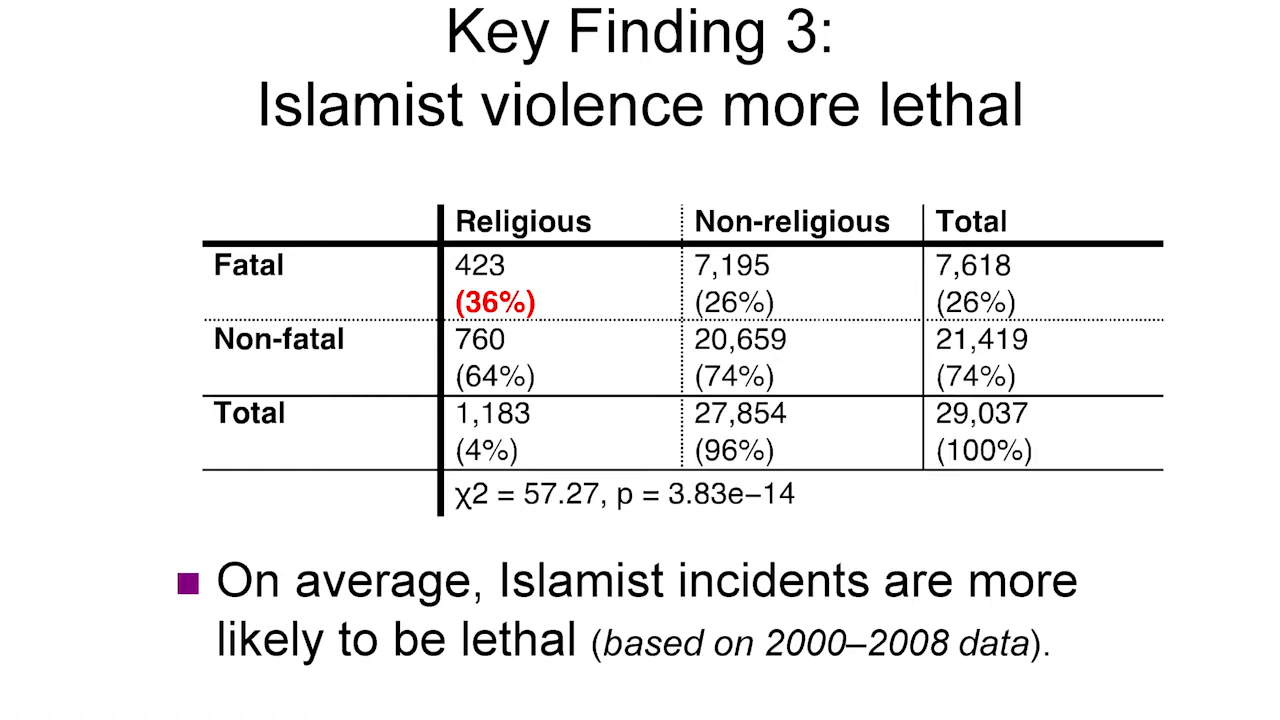 Key Finding 3:
Islamist violence more lethal
Religious Non-religious Total
Fatal 423 7,195 7,618
(36%) (26%) (26%)
Non-fatal 760 20,659 21,419
(64%) (74%) (74%)
Total 1,183 27,854 29,037
(4%) (96%) (100%)
χ2 = 57.27, p = 3.83e−14
On average, Islamist incidents are more
likely to be lethal (based on 2000–2008 data).